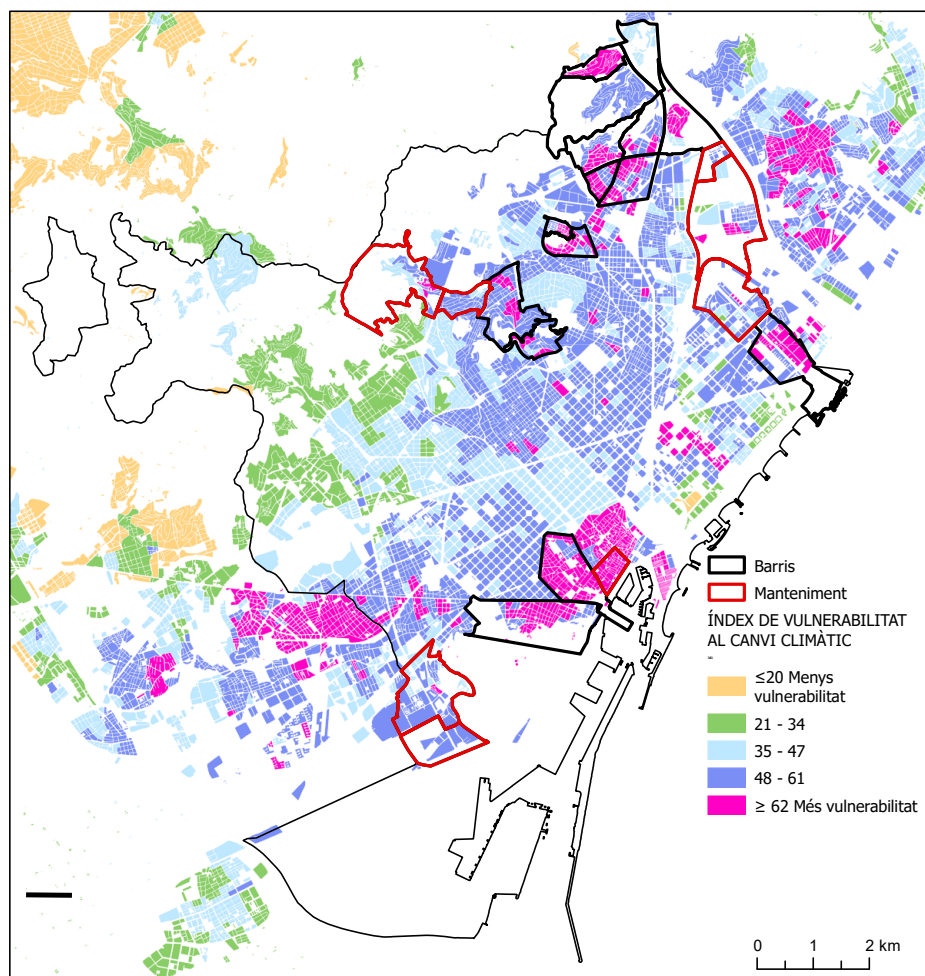 Barris
Manteniment
ÍNDEX DE VULNERABILITAT
AL CANVI CLIMÀTIC
≤20 Menys
vulnerabilitat
21 - 34
35 - 47
48 - 61
≥ 62 Més vulnerabilitat
0 1 2 km